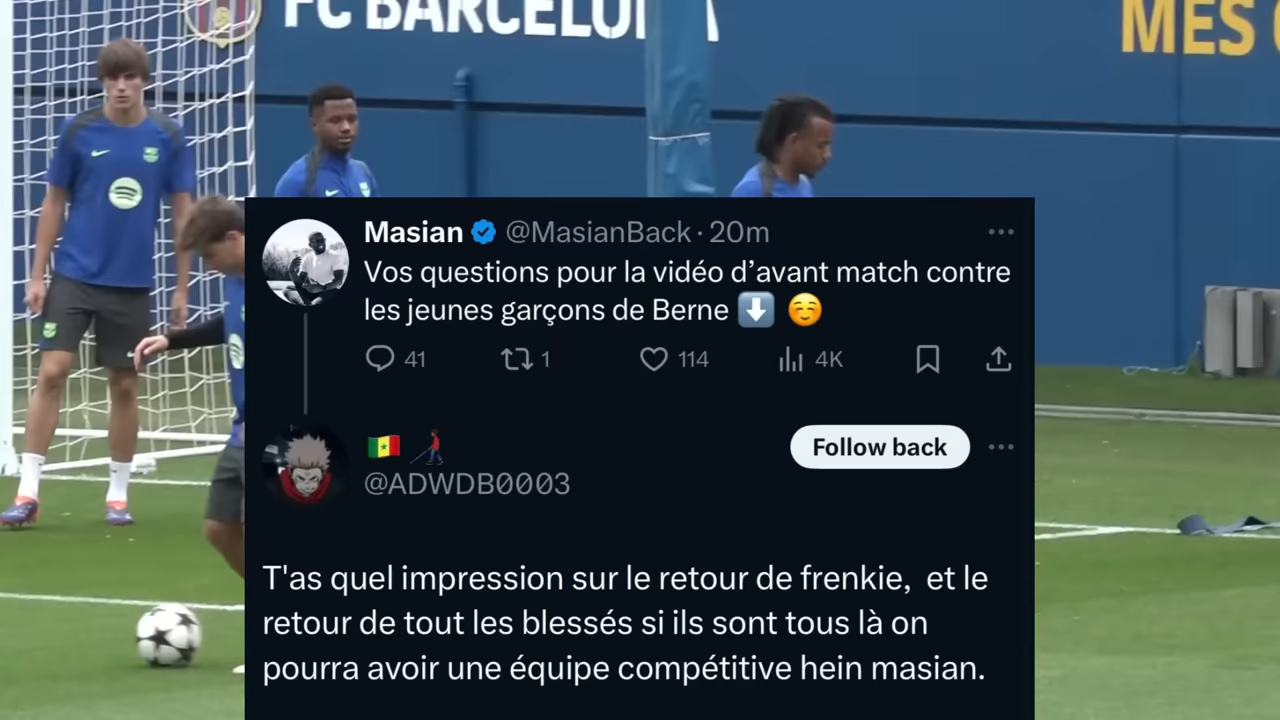 FC BARCELONA
MES
Masian @MasianBack · 20m
Vos questions pour la vidéo d’avant match contre
les jeunes garçons de Berne ⬇️ ☺️
41 1 114 4K
🇸🇳 👨🏿‍🦯
Follow back
@ADWDB0003
T'as quel impression sur le retour de frenkie, et le
retour de tout les blessés si ils sont tous là on
pourra avoir une équipe compétitive hein masian.